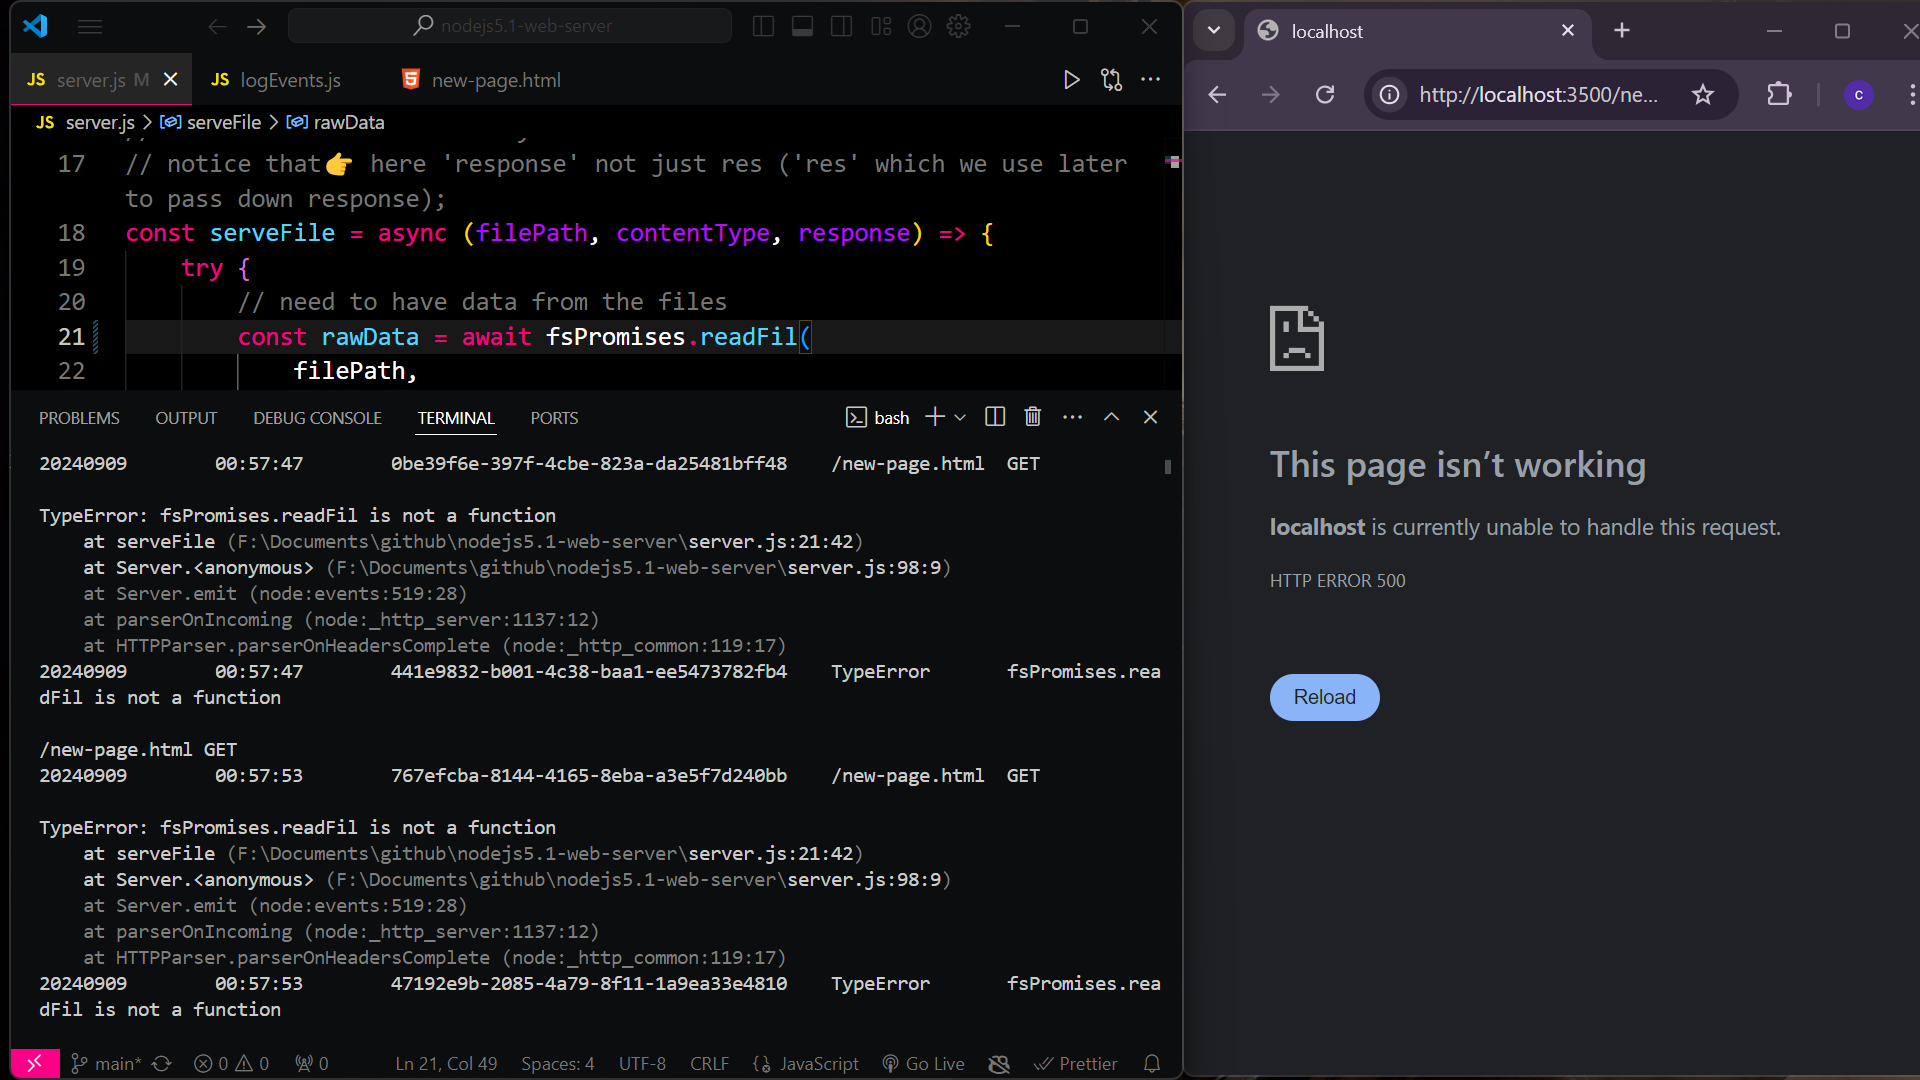 nodejs5.1-web-server
JS server.js M
JS logEvents.js
new-page.html
JS server.js > serveFile > rawData
17 // notice that👉 here 'response' not just res ('res' which we use later
to pass down response);
18 const serveFile = async (filePath, contentType, response) => {
19 try {
20 // need to have data from the files
21 const rawData = await fsPromises.readFil(
22 filePath,
PROBLEMS OUTPUT DEBUG CONSOLE TERMINAL PORTS
bash
20240909 00:57:47 0be39f6e-397f-4cbe-823a-da25481bff48 /new-page.html GET
TypeError: fsPromises.readFil is not a function
at serveFile (F:\Documents\github\nodejs5.1-web-server\server.js:21:42)
at Server.<anonymous> (F:\Documents\github\nodejs5.1-web-server\server.js:98:9)
at Server.emit (node:events:519:28)
at parserOnIncoming (node:_http_server:1137:12)
at HTTPParser.parserOnHeadersComplete (node:_http_common:119:17)
20240909 00:57:47 441e9832-b001-4c38-baa1-ee5473782fb4 TypeError fsPromises.rea
dFil is not a function
/new-page.html GET
20240909 00:57:53 767efcba-8144-4165-8eba-a3e5f7d240bb /new-page.html GET
TypeError: fsPromises.readFil is not a function
at serveFile (F:\Documents\github\nodejs5.1-web-server\server.js:21:42)
at Server.<anonymous> (F:\Documents\github\nodejs5.1-web-server\server.js:98:9)
at Server.emit (node:events:519:28)
at parserOnIncoming (node:_http_server:1137:12)
at HTTPParser.parserOnHeadersComplete (node:_http_common:119:17)
20240909 00:57:53 47192e9b-2085-4a79-8f11-1a9ea33e4810 TypeError fsPromises.rea
dFil is not a function
main* 0 0 0 Ln 21, Col 49 Spaces: 4 UTF-8 CRLF {} JavaScript Go Live Prettier
localhost
http://localhost:3500/ne...
c
This page isn’t working
localhost is currently unable to handle this request.
HTTP ERROR 500
Reload